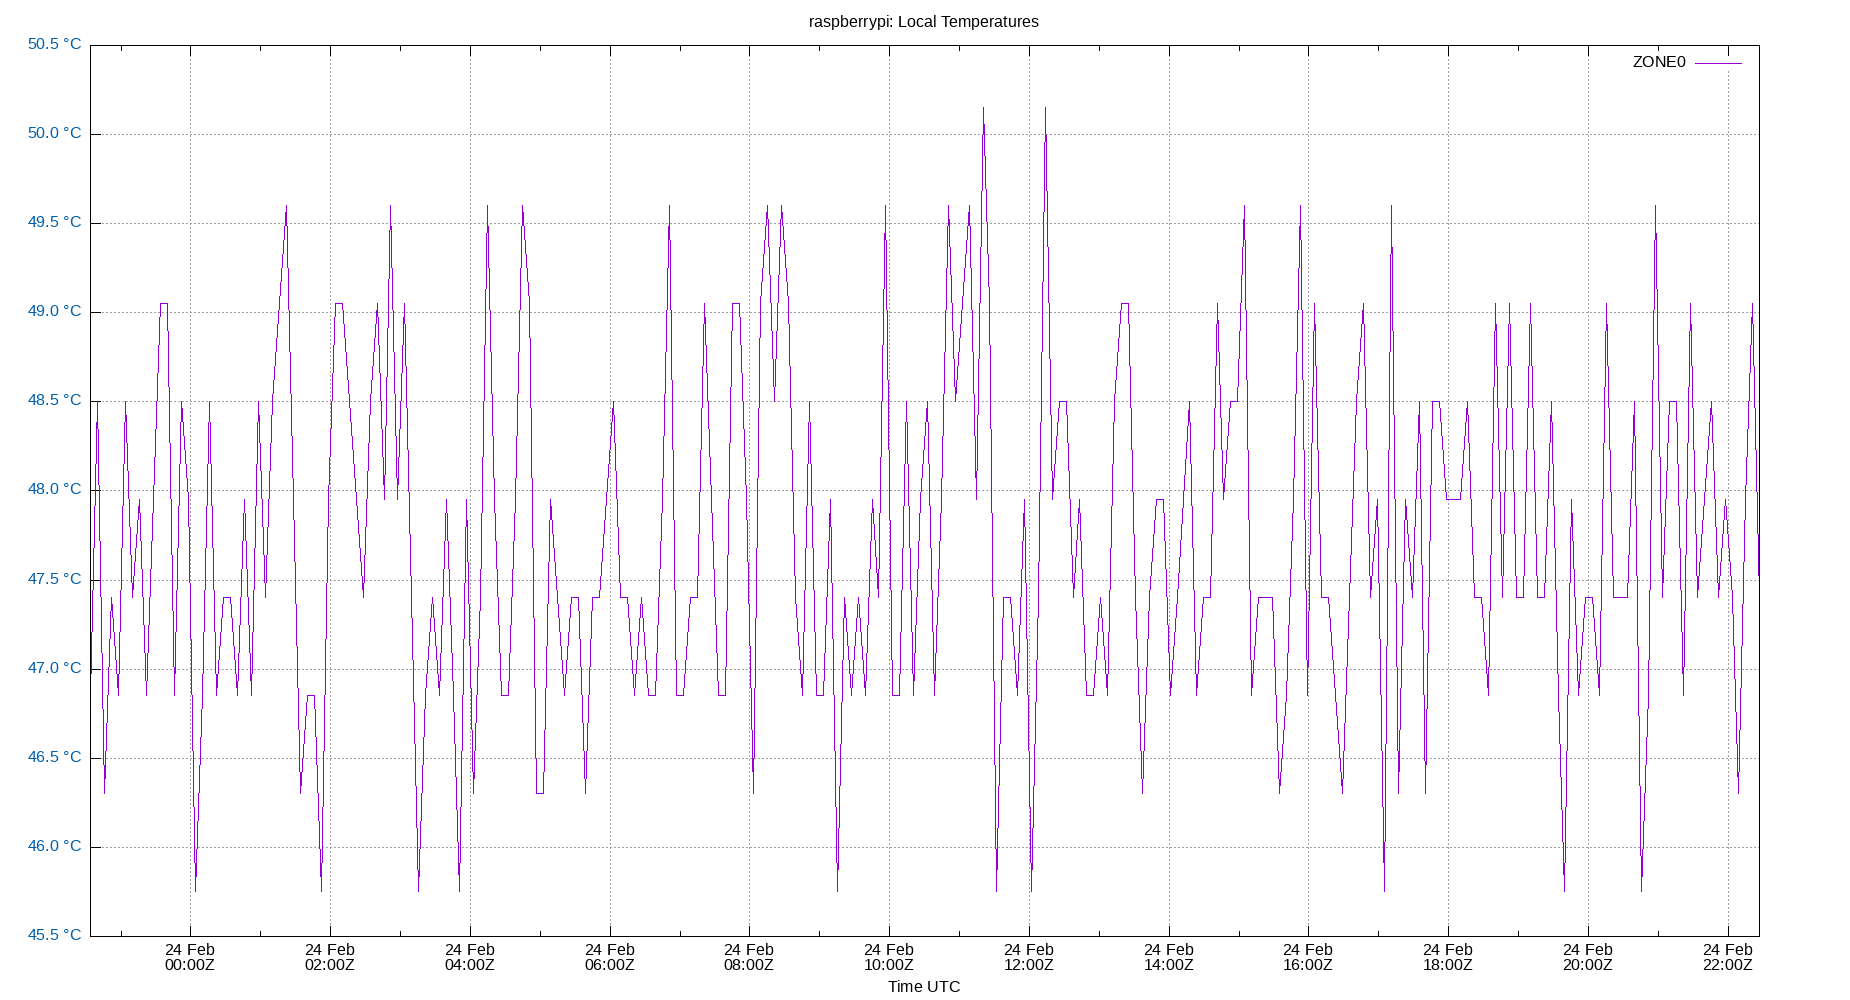 raspberrypi: Local Temperatures
50.5 °C
ZONE0
50.0 °C
49.5 °C
49.0 °C
48.5 °C
48.0 °C
47.5 °C
47.0 °C
46.5 °C
46.0 °C
45.5 °C
24 Feb 24 Feb 24 Feb 24 Feb 24 Feb 24 Feb 24 Feb 24 Feb 24 Feb 24 Feb 24 Feb 24 Feb
00:00Z 02:00Z 04:00Z 06:00Z 08:00Z 10:00Z 12:00Z 14:00Z 16:00Z 18:00Z 20:00Z 22:00Z
Time UTC